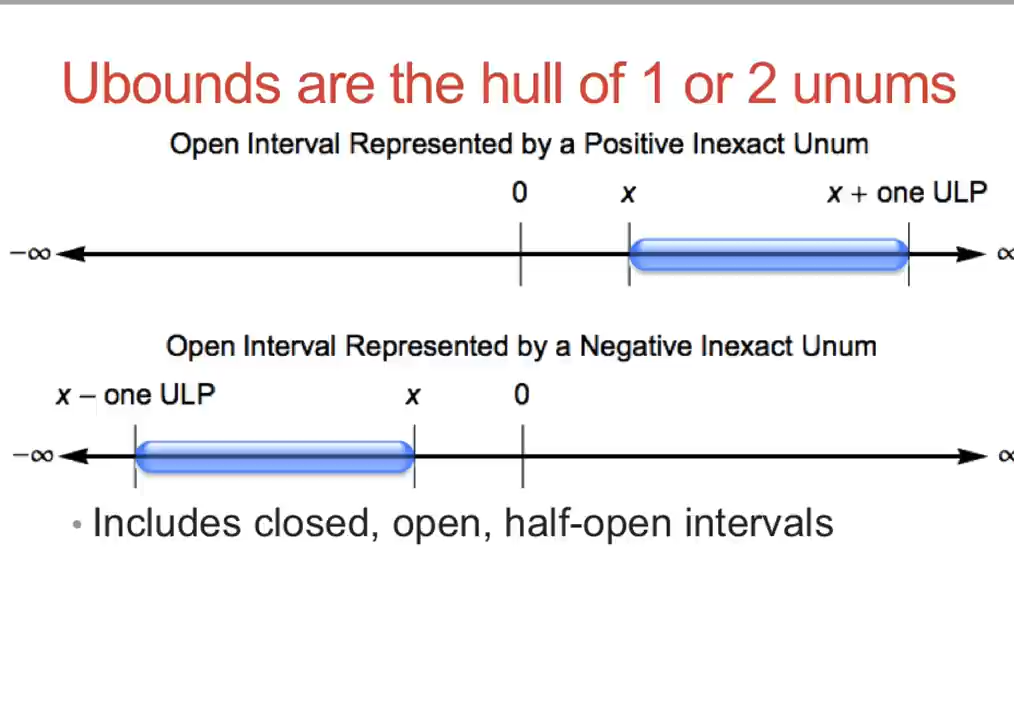 Ubounds are the hull of 1 or 2 unums
Open Interval Represented by a Positive Inexact Unum
0 x x + one ULP
−∞ ∞
Open Interval Represented by a Negative Inexact Unum
x − one ULP x 0
−∞ ∞
• Includes closed, open, half-open intervals